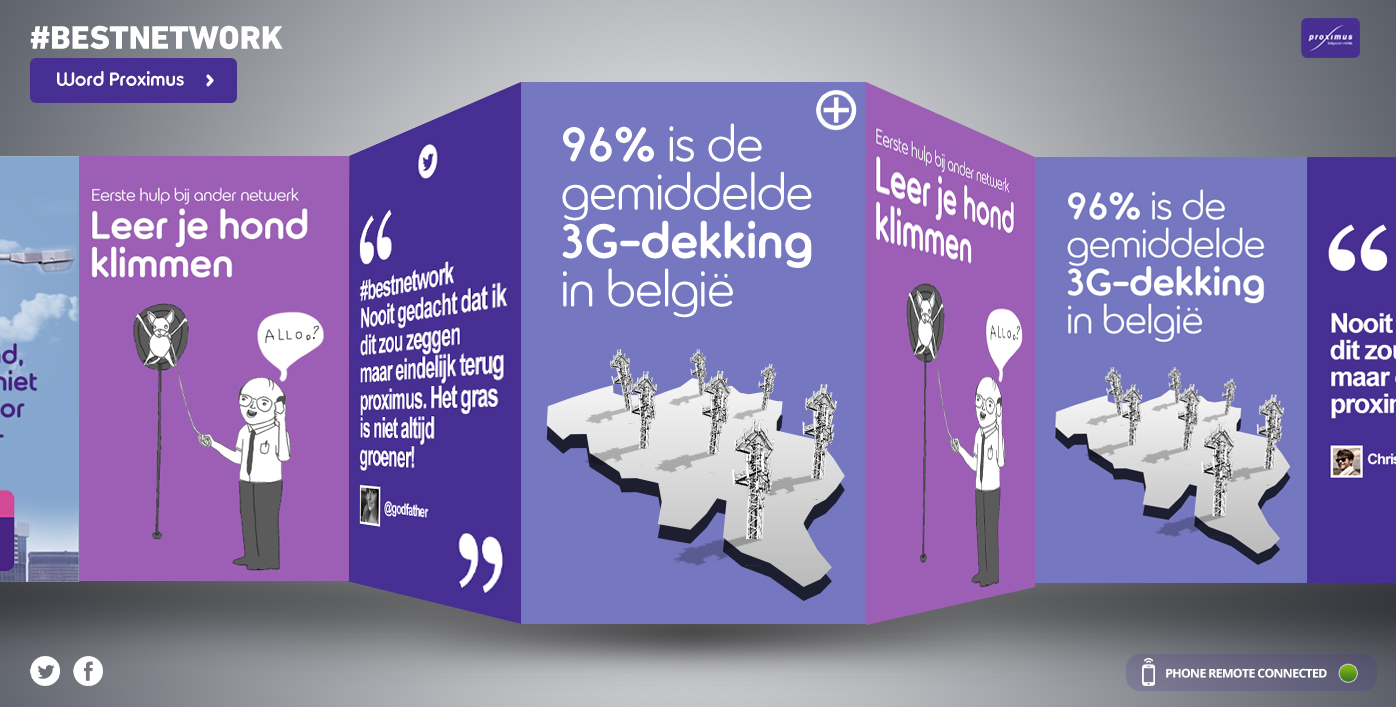 #BESTNETWORK
Word Proximus
proximus
niet
Eerste hulp bij ander netwerk
Leer je hond
klimmen
ALLOo?
“
#bestnetwork
Nooit gedacht dat ik
dit zou zeggen
maar eindelijk terug
proximus. Het gras
is niet altijd
groener!
@godfather
”
96% is de
gemiddelde
3G-dekking
in belgië
Eerste hulp bij ander netwerk
Leer je hond
klimmen
ALLOo?
96% is de
gemiddelde
3G-dekking
in belgië
“
Nooit
dit zou
maar
Chris
PHONE REMOTE CONNECTED